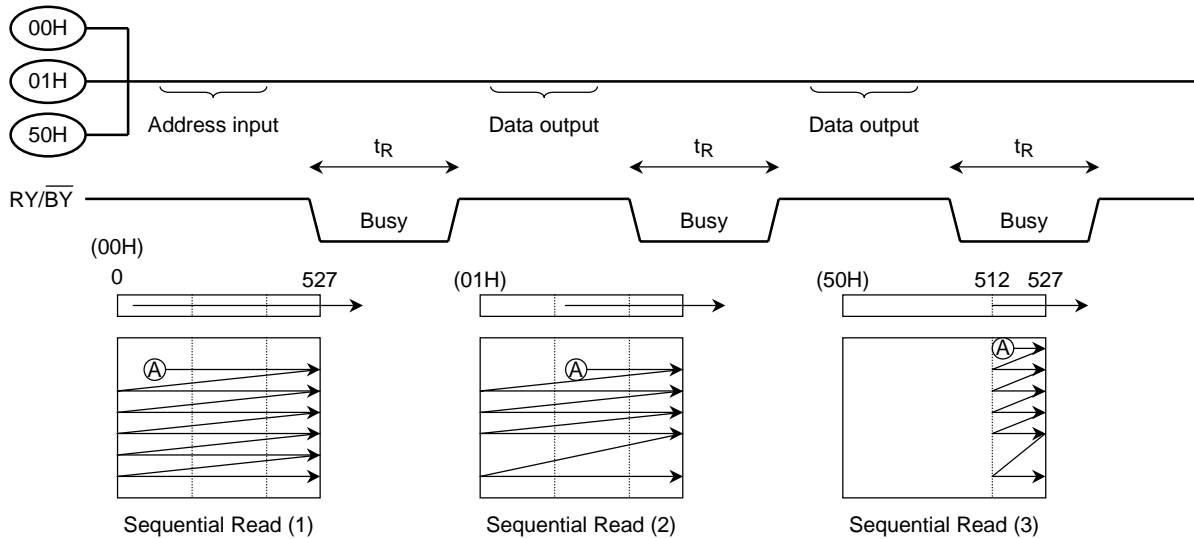 00H
01H
50H
Address input
Data output
Data output
tR
tR
tR
RY/B̅Y̅
Busy
Busy
Busy
(00H)
0
527
(01H)
(50H)
512
527
A
A
A
Sequential Read (1)
Sequential Read (2)
Sequential Read (3)